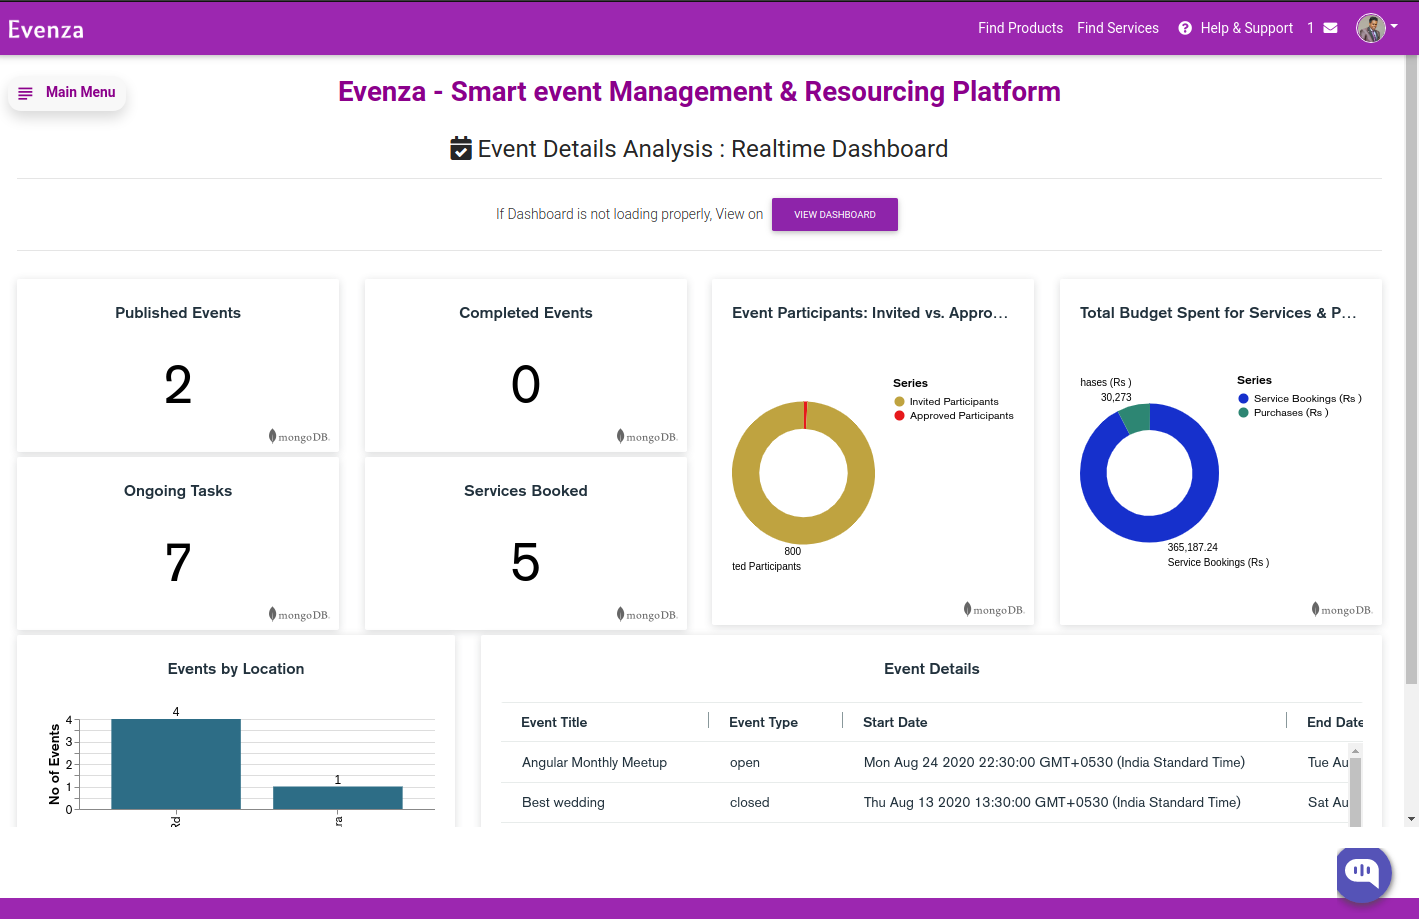 Evenza
Find Products Find Services Help & Support 1
Main Menu
Evenza - Smart event Management & Resourcing Platform
Event Details Analysis : Realtime Dashboard
If Dashboard is not loading properly, View on VIEW DASHBOARD
Published Events
2
mongoDB.
Completed Events
0
mongoDB.
Event Participants: Invited vs. Appro...
Series
Invited Participants
Approved Participants
800
ted Participants
mongoDB.
Total Budget Spent for Services & P...
hases (Rs )
30,273
Series
Service Bookings (Rs )
Purchases (Rs )
365,187.24
Service Bookings (Rs )
mongoDB.
Ongoing Tasks
7
mongoDB.
Services Booked
5
mongoDB.
Events by Location
No of Events
4
3
2
1
0
4
1
Rd
ra
Event Details
Event Title Event Type Start Date End Date
Angular Monthly Meetup open Mon Aug 24 2020 22:30:00 GMT+0530 (India Standard Time) Tue Au
Best wedding closed Thu Aug 13 2020 13:30:00 GMT+0530 (India Standard Time) Sat Au